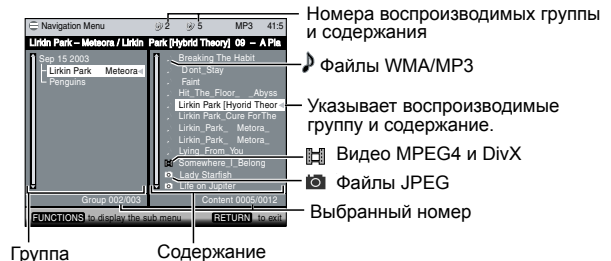 Navigation Menu 2 5 MP3 41:5
Lirkin Park – Meteora / Lirkin Park [Hybrid Theory] 09 – A Pla
Sep 15 2003
Lirkin Park Meteora
Penguins
Breaking The Habit
Dont_Stay
Faint
Hit_The_Floor_ _Abyss
Lirkin Park [Hyorid Theor
Lirkin Park_Cure ForThe
Lirkin_Park_ Metora_
Lirkin_Park_ Metora_
Lying_From_You
Somewhere_I_Belong
Lady Starfish
Life on Jupiter
Group 002/003
Content 0005/0012
FUNCTIONS to display the sub menu
RETURN to exit
Номера воспроизводимых группы
и содержания
Файлы WMA/MP3
Указывает воспроизводимые
группу и содержание.
Видео MPEG4 и DivX
Файлы JPEG
Выбранный номер
Группа
Содержание